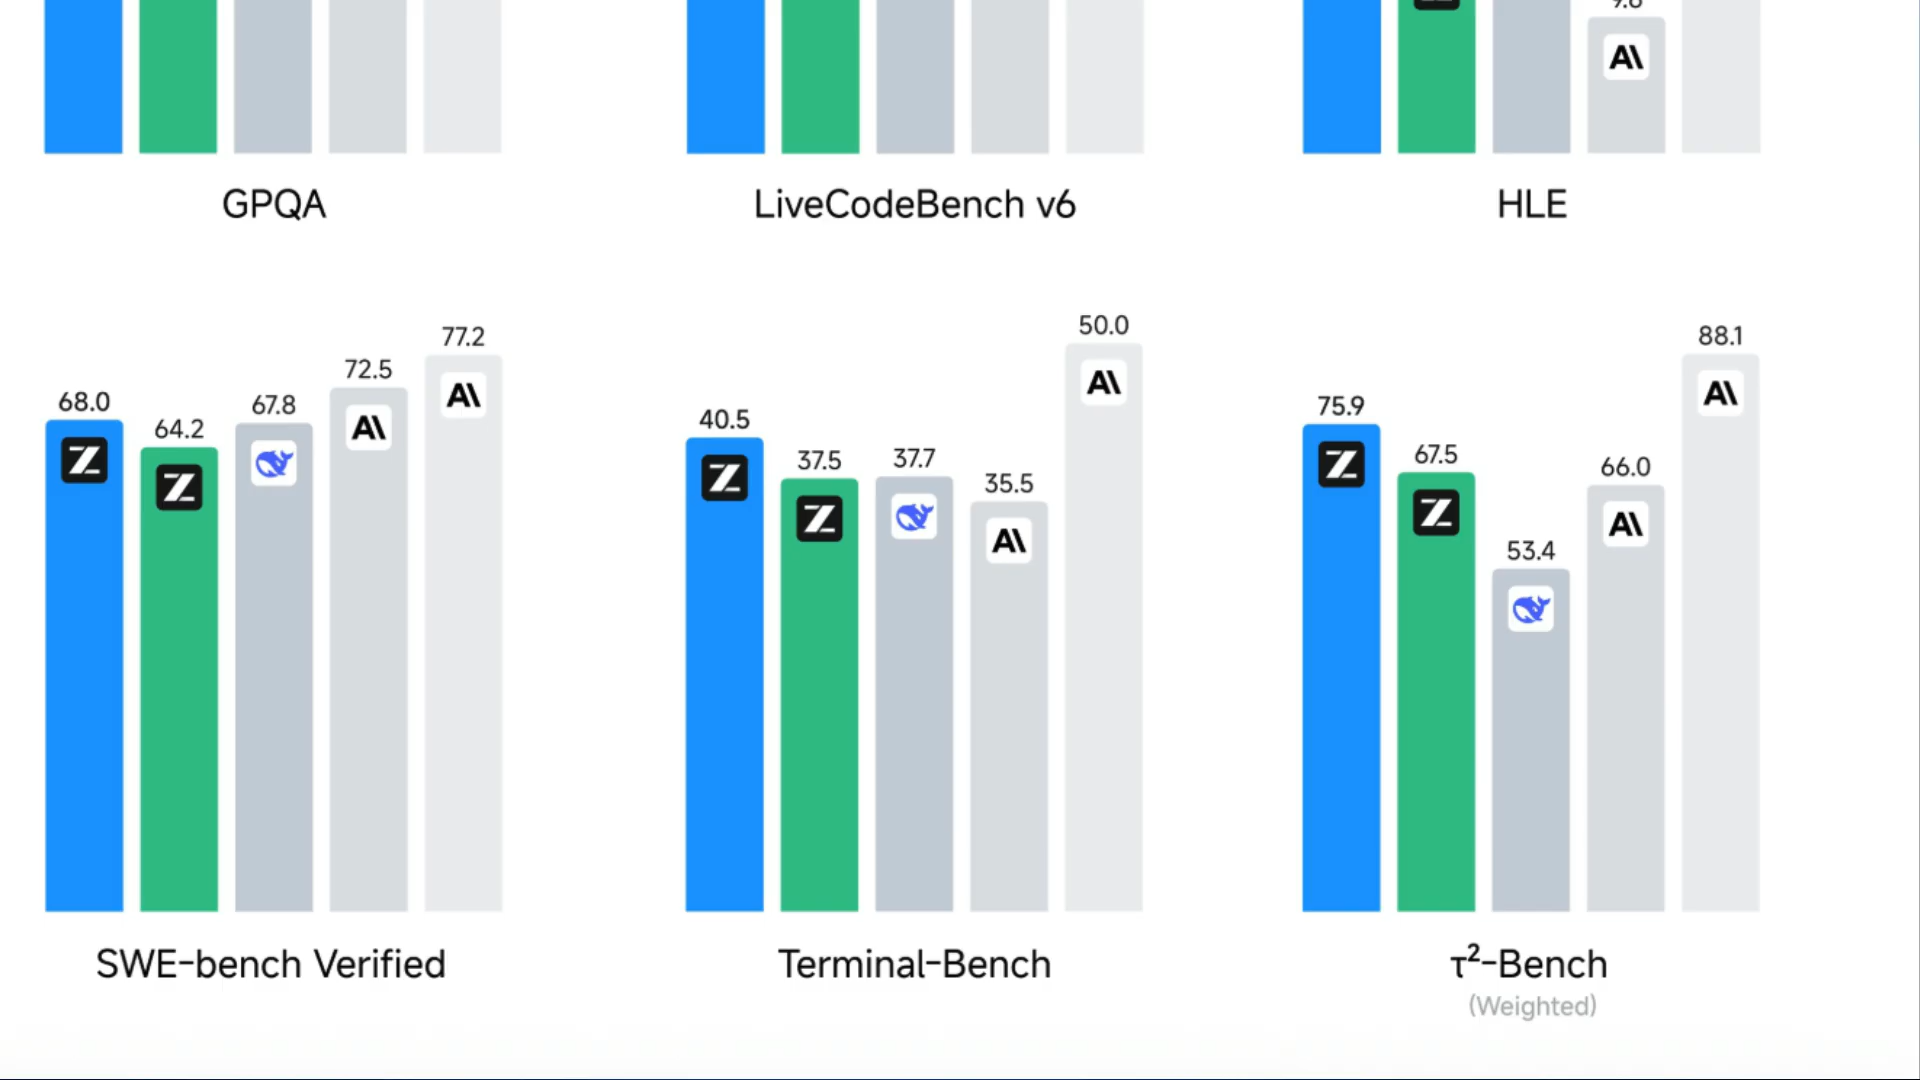 9.8
GPQA
LiveCodeBench v6
HLE
68.0
64.2
67.8
72.5
77.2
SWE-bench Verified
40.5
37.5
37.7
35.5
50.0
Terminal-Bench
75.9
67.5
53.4
66.0
88.1
τ²-Bench
(Weighted)